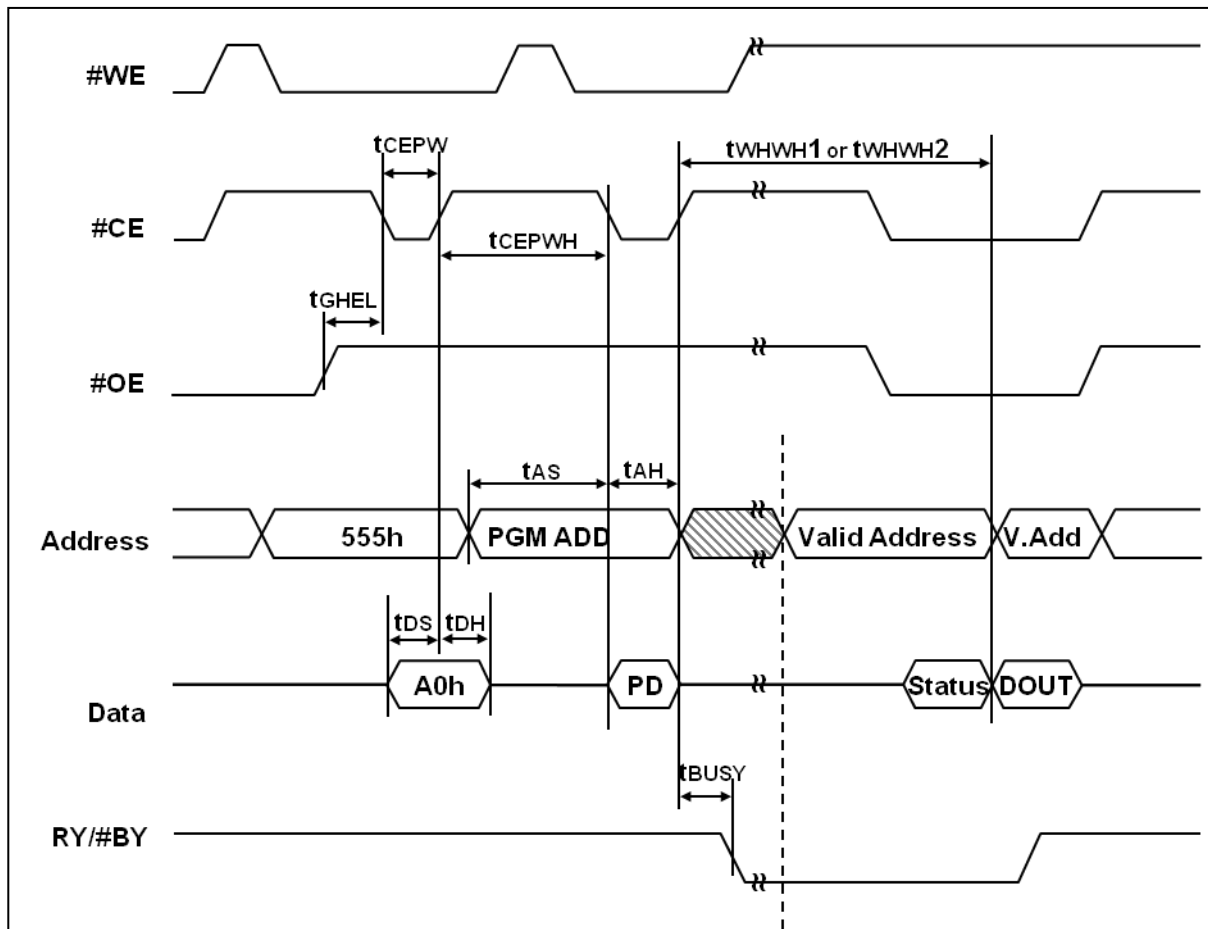 #WE
tCEPW
tWHWH1 or tWHWH2
#CE
tCEPWH
tGHEL
#OE
tAS
tAH
Address
555h
PGM ADD
Valid Address
V.Add
tDS
tDH
A0h
PD
Status
DOUT
Data
tBUSY
RY/#BY